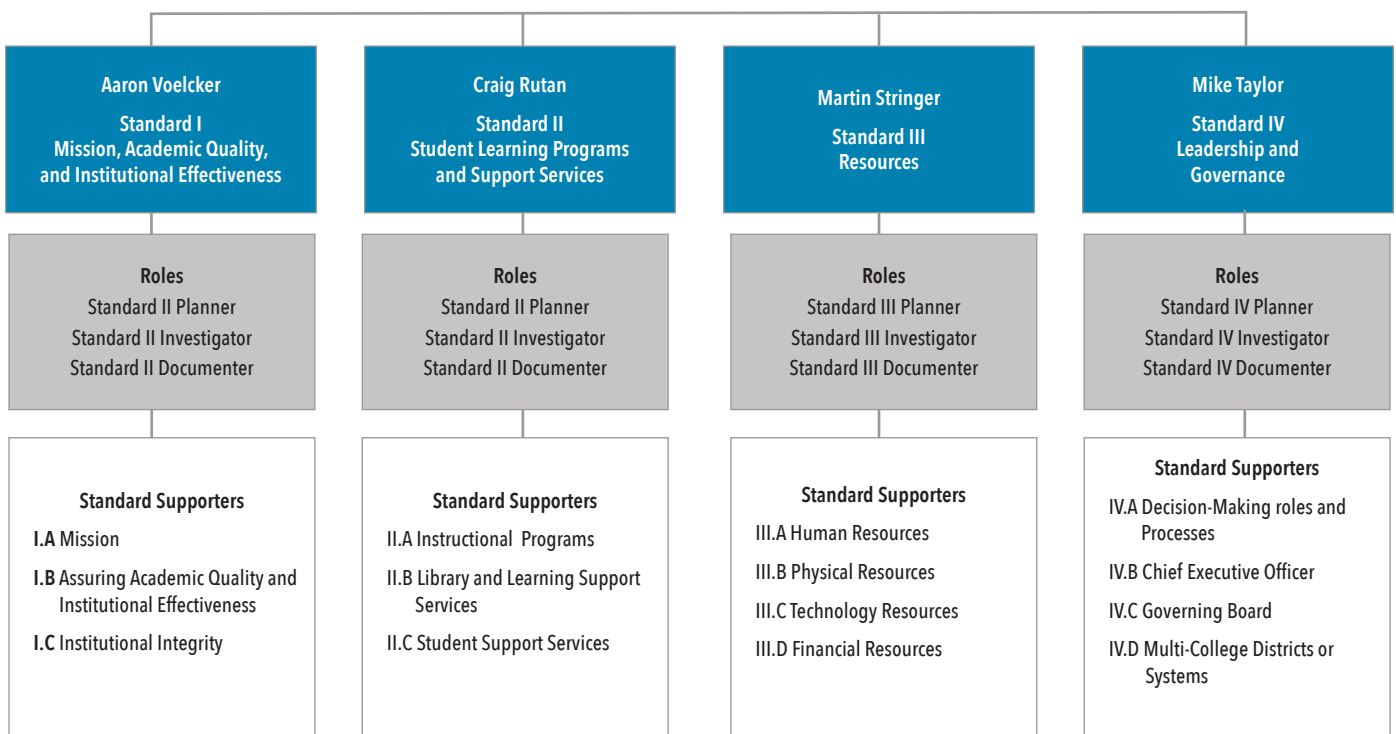 Aaron Voelcker
Standard I
Mission, Academic Quality,
and Institutional Effectiveness
Roles
Standard II Planner
Standard II Investigator
Standard II Documenter
Standard Supporters
I.A Mission
I.B Assuring Academic Quality and
Institutional Effectiveness
I.C Institutional Integrity
Craig Rutan
Standard II
Student Learning Programs
and Support Services
Roles
Standard II Planner
Standard II Investigator
Standard II Documenter
Standard Supporters
II.A Instructional Programs
II.B Library and Learning Support
Services
II.C Student Support Services
Martin Stringer
Standard III
Resources
Roles
Standard III Planner
Standard III Investigator
Standard III Documenter
Standard Supporters
III.A Human Resources
III.B Physical Resources
III.C Technology Resources
III.D Financial Resources
Mike Taylor
Standard IV
Leadership and
Governance
Roles
Standard IV Planner
Standard IV Investigator
Standard IV Documenter
Standard Supporters
IV.A Decision-Making roles and
Processes
IV.B Chief Executive Officer
IV.C Governing Board
IV.D Multi-College Districts or
Systems